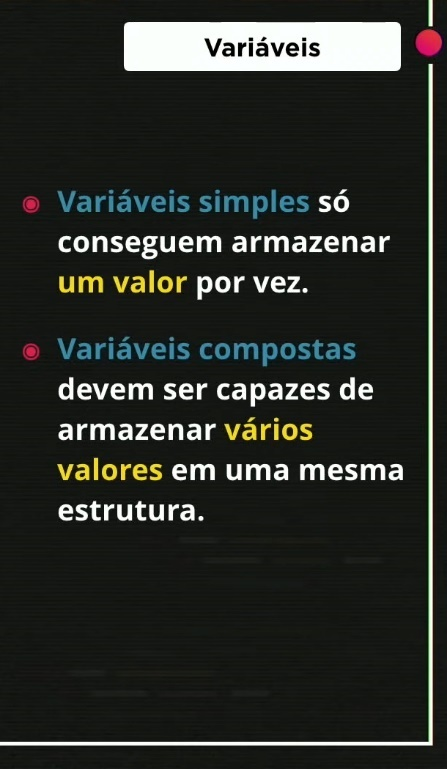 Variáveis
Variáveis simples só
conseguem armazenar
um valor por vez.
Variáveis compostas
devem ser capazes de
armazenar vários
valores em uma mesma
estrutura.